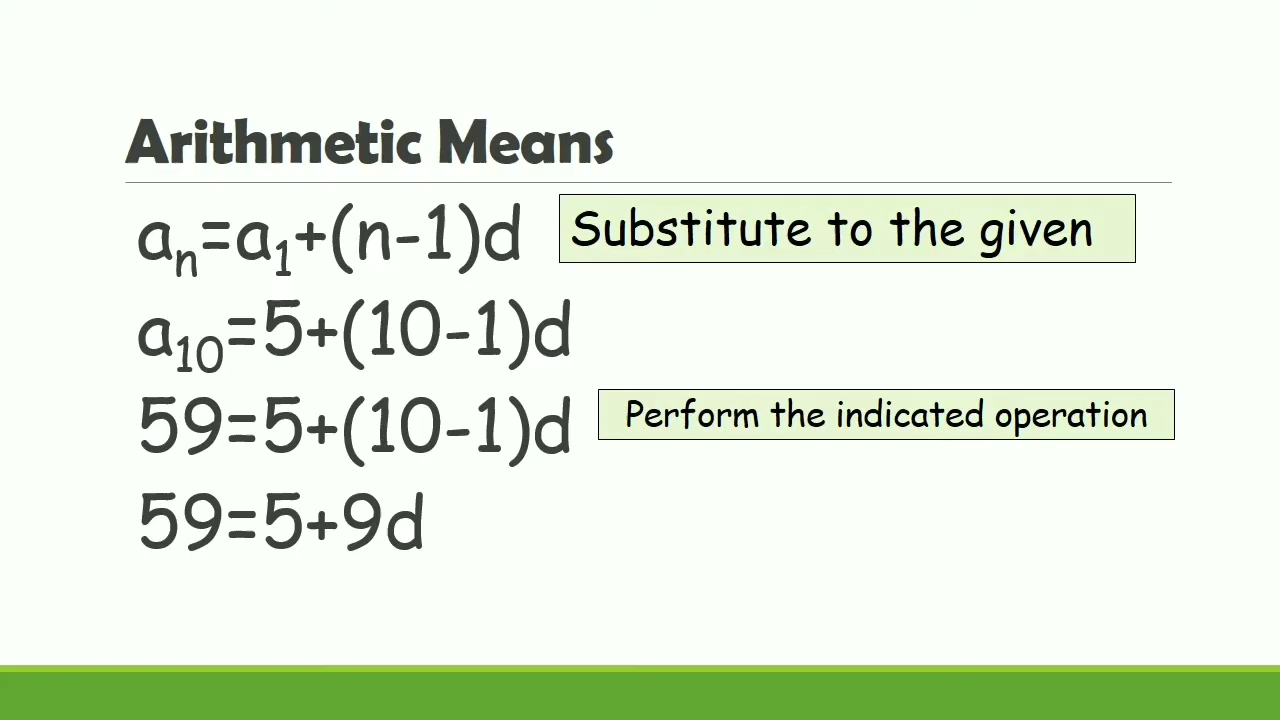 Arithmetic Means
aₙ=a₁+(n-1)d
Substitute to the given
a₁₀=5+(10-1)d
59=5+(10-1)d
Perform the indicated operation
59=5+9d